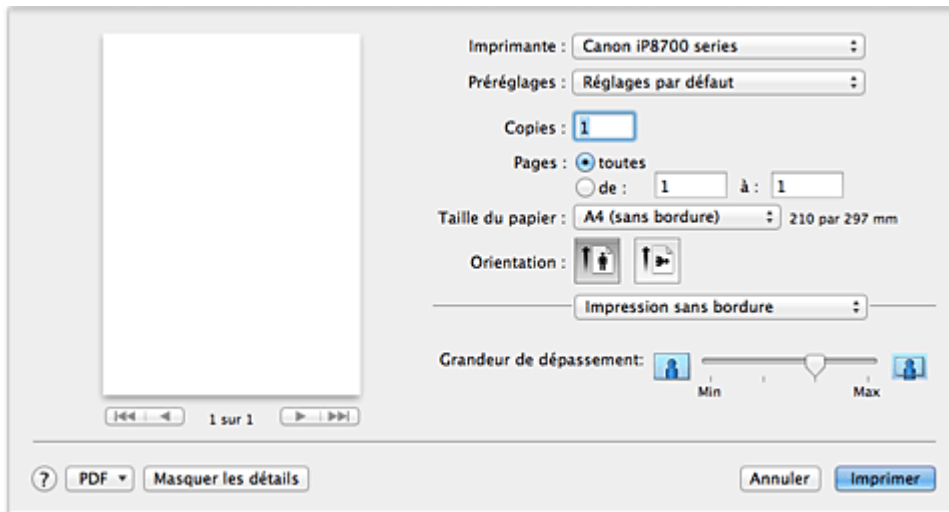 Imprimante : Canon iP8700 series
Préréglages : Réglages par défaut
Copies : 1
Pages : toutes
de : 1 à : 1
Taille du papier : A4 (sans bordure) 210 par 297 mm
Orientation :
Impression sans bordure
Grandeur de dépassement:
Min Max
1 sur 1
? PDF Masquer les détails Annuler Imprimer